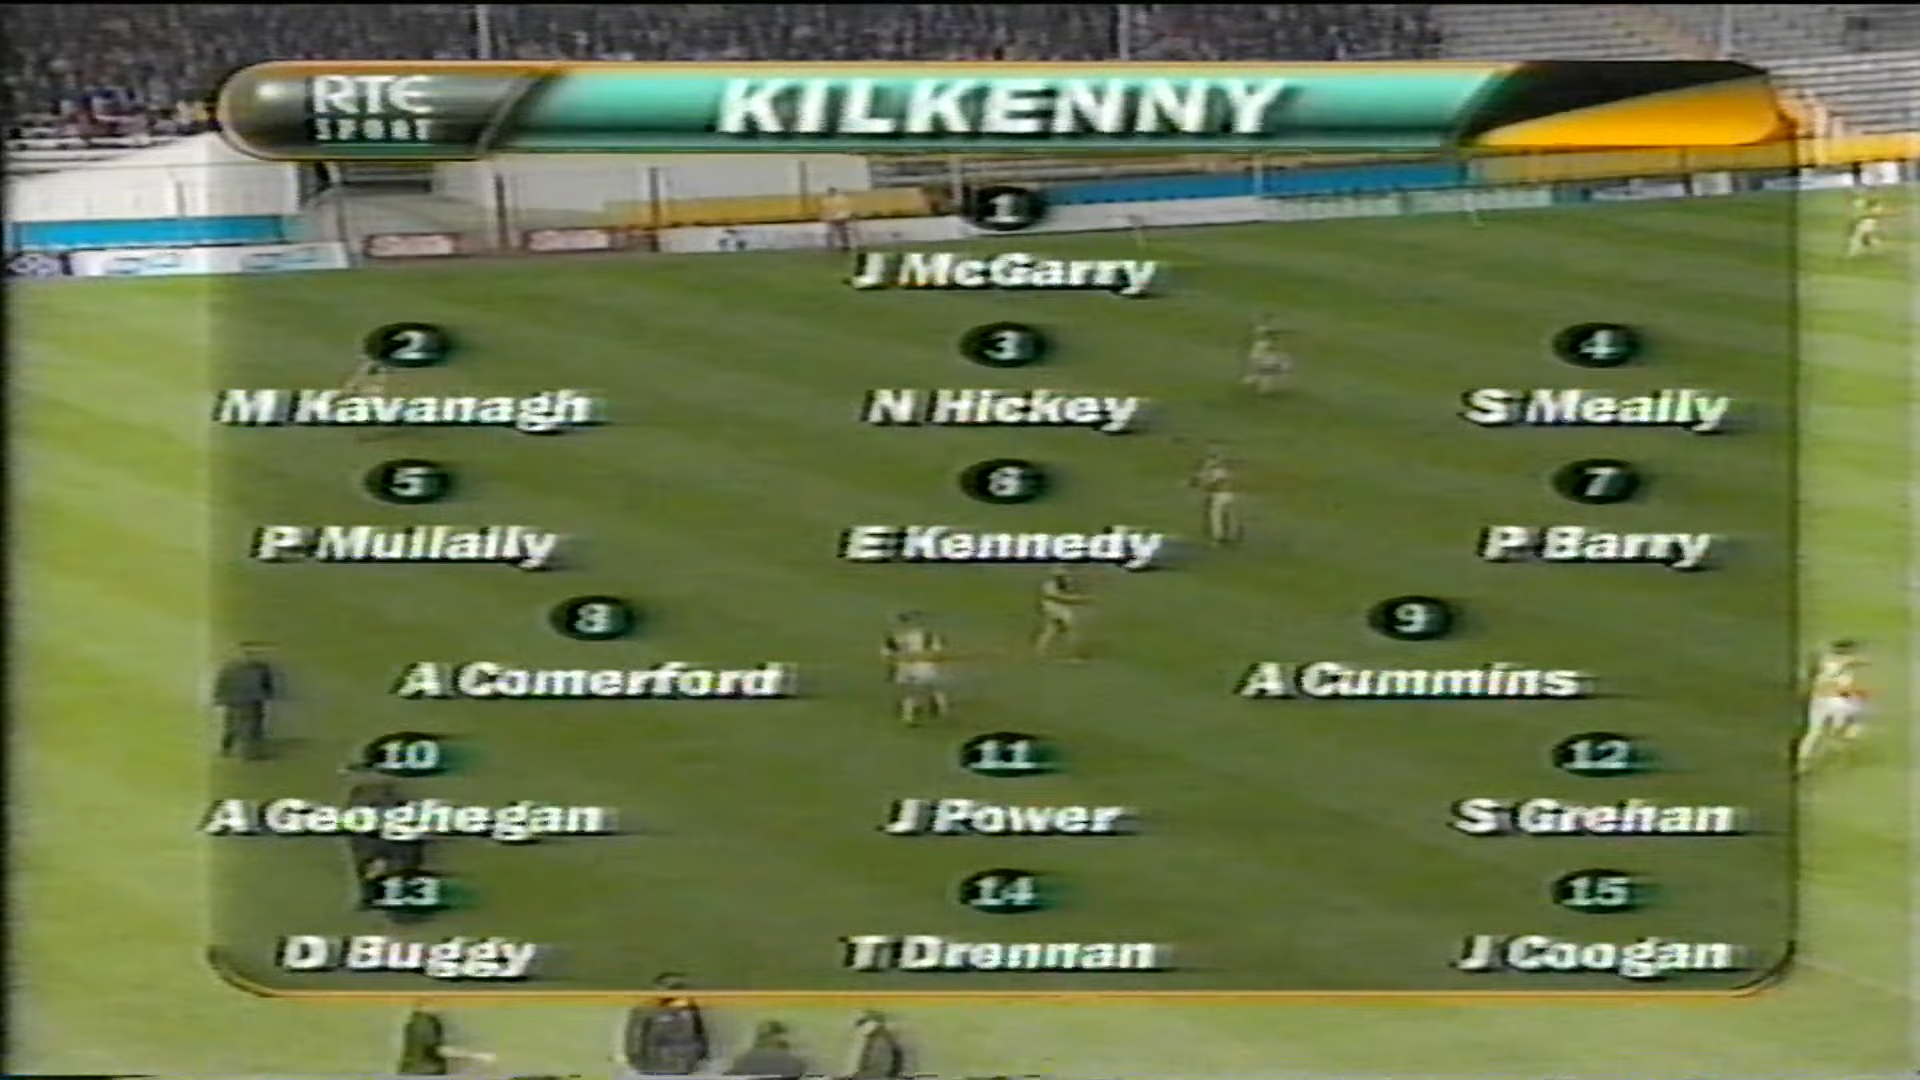 RTÉ
SPORT
KILKENNY
1
J McGarry
2 3 4
M Kavanagh N Hickey S Meally
5 6 7
P Mullally E Kennedy P Barry
8 9
A Comerford A Cummins
10 11 12
A Geoghegan J Power S Grehan
13 14 15
D Buggy T Drennan J Coogan